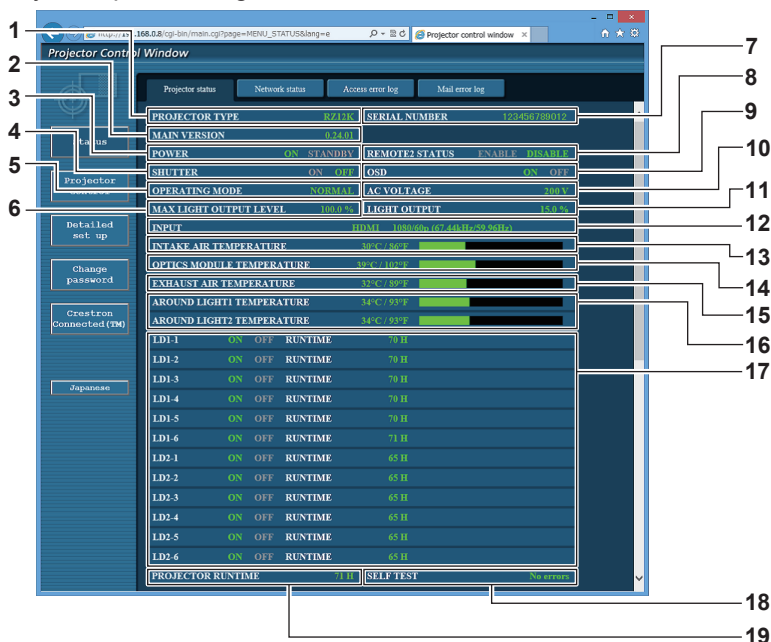 168.0.8/cgi-bin/main.cgi?page=MENU_STATUS&lang=e
Projector control window
Projector Control Window
Projector status Network status Access error log Mail error log
Projector
Detailed
set up
Change
password
Crestron
Connected(TM)
Japanese
PROJECTOR TYPE RZ12K SERIAL NUMBER 123456789012
MAIN VERSION 0.24.01
POWER ON STANDBY REMOTE2 STATUS ENABLE DISABLE
SHUTTER ON OFF OSD ON OFF
OPERATING MODE NORMAL AC VOLTAGE 200 V
MAX LIGHT OUTPUT LEVEL 100.0 % LIGHT OUTPUT 15.0 %
INPUT HDMI 1080/60p (67.44kHz/59.96Hz)
INTAKE AIR TEMPERATURE 30°C / 86°F
OPTICS MODULE TEMPERATURE 39°C / 102°F
EXHAUST AIR TEMPERATURE 32°C / 89°F
AROUND LIGHT1 TEMPERATURE 34°C / 93°F
AROUND LIGHT2 TEMPERATURE 34°C / 93°F
LD1-1 ON OFF RUNTIME 70 H
LD1-2 ON OFF RUNTIME 70 H
LD1-3 ON OFF RUNTIME 70 H
LD1-4 ON OFF RUNTIME 70 H
LD1-5 ON OFF RUNTIME 70 H
LD1-6 ON OFF RUNTIME 71 H
LD2-1 ON OFF RUNTIME 65 H
LD2-2 ON OFF RUNTIME 65 H
LD2-3 ON OFF RUNTIME 65 H
LD2-4 ON OFF RUNTIME 65 H
LD2-5 ON OFF RUNTIME 65 H
LD2-6 ON OFF RUNTIME 65 H
PROJECTOR RUNTIME 71 H SELF TEST No errors
1
2
3
4
5
6
7
8
9
10
11
12
13
14
15
16
17
18
19